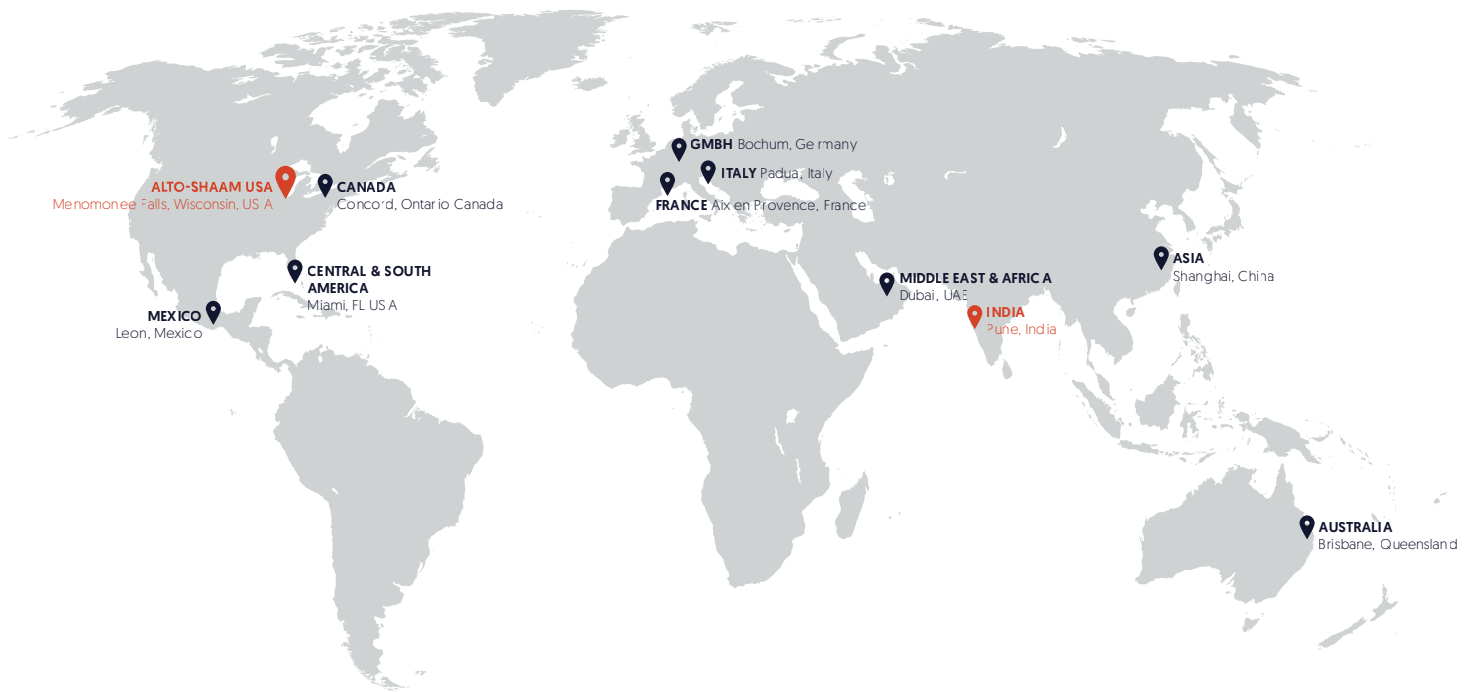 GMBH Bochum, Germany
ITALY Padua, Italy
ALTO-SHAAM USA
Menomonee Falls, Wisconsin, USA
CANADA
Concord, Ontario Canada
FRANCE Aix en Provence, France
ASIA
Shanghai, China
CENTRAL & SOUTH
AMERICA
Miami, FL USA
MIDDLE EAST & AFRICA
Dubai, UAE
MEXICO
Leon, Mexico
INDIA
Pune, India
AUSTRALIA
Brisbane, Queensland